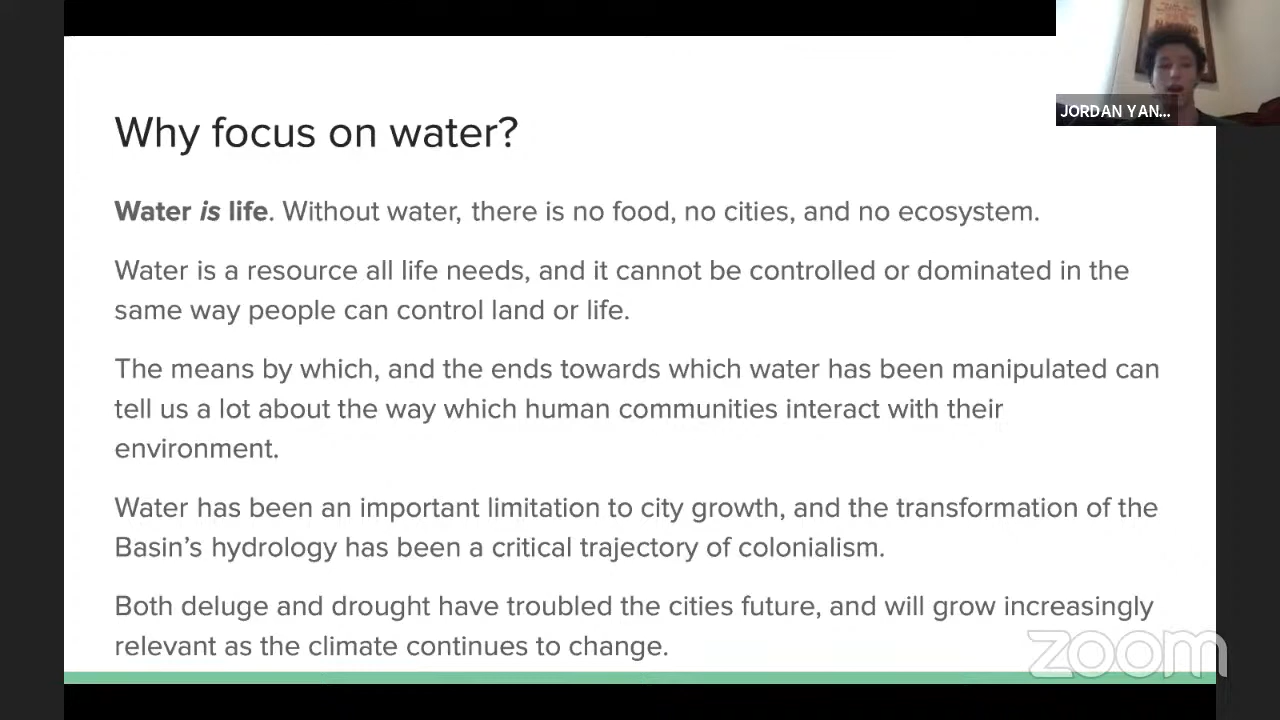 JORDAN YAN...
Why focus on water?
Water is life. Without water, there is no food, no cities, and no ecosystem.
Water is a resource all life needs, and it cannot be controlled or dominated in the
same way people can control land or life.
The means by which, and the ends towards which water has been manipulated can
tell us a lot about the way which human communities interact with their
environment.
Water has been an important limitation to city growth, and the transformation of the
Basin’s hydrology has been a critical trajectory of colonialism.
Both deluge and drought have troubled the cities future, and will grow increasingly
relevant as the climate continues to change.
zoom